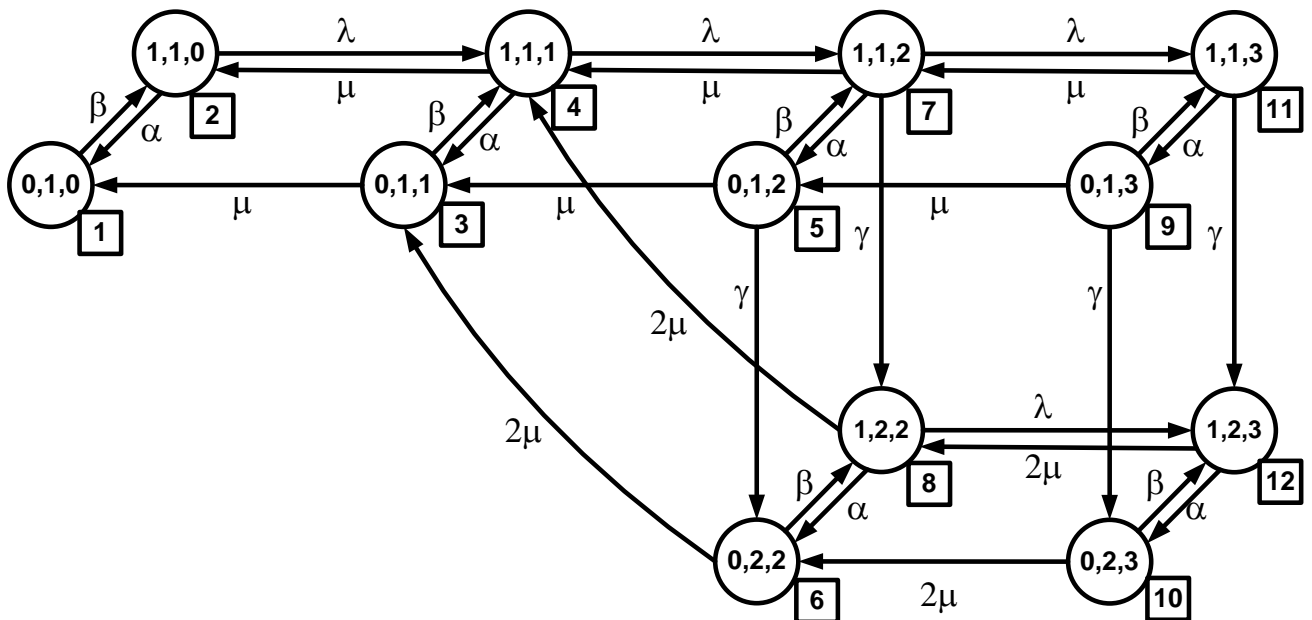 λ λ λ
1,1,0 1,1,1 1,1,2 1,1,3
μ μ μ
β 2 β 4 β 7 β 11
α α α α
0,1,0 0,1,1 0,1,2 0,1,3
μ μ μ
1 3 5 9
γ γ γ γ
2μ
λ
2μ 1,2,2 1,2,3
2μ
β 8 β 12
α α
0,2,2 0,2,3
2μ
6 10